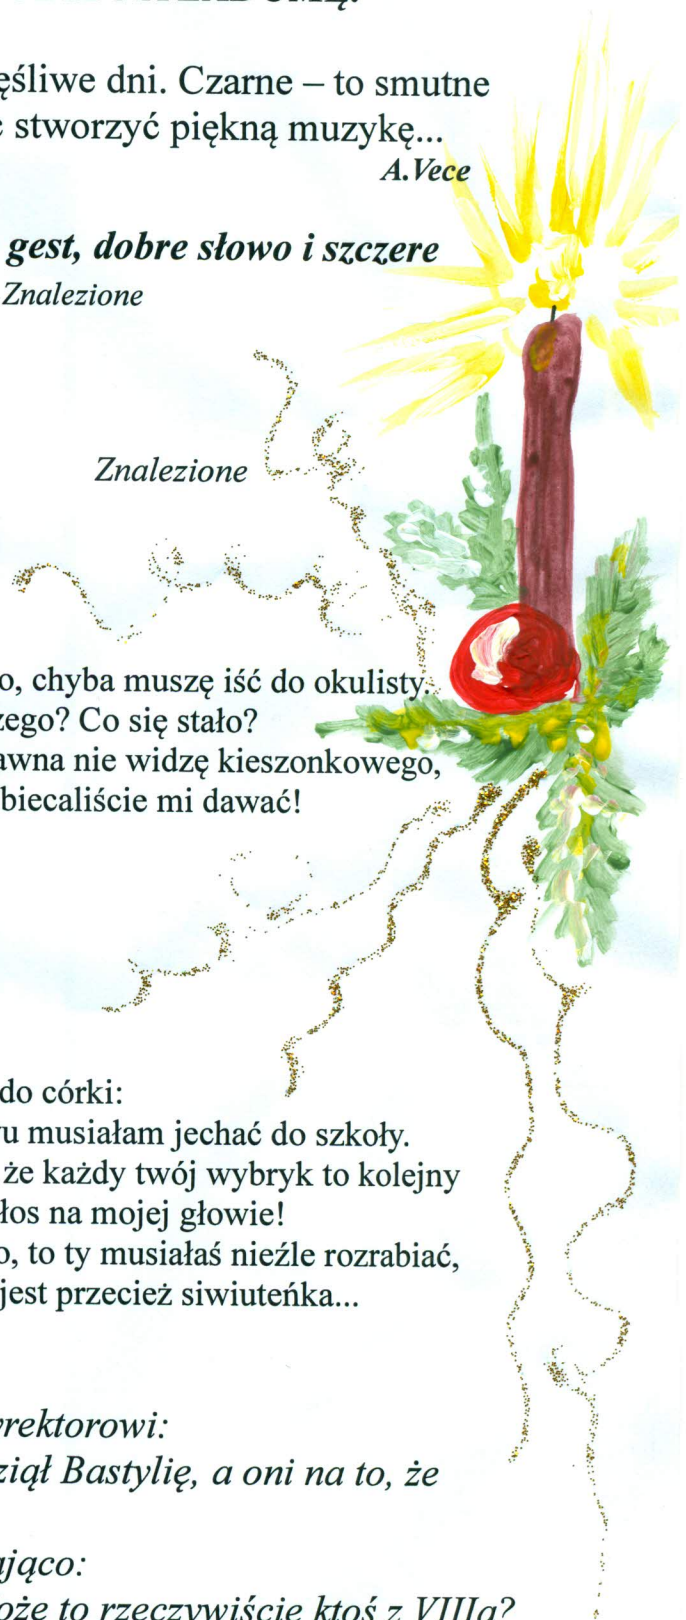 ęśliwe dni. Czarne – to smutne
stworzyć piękną muzykę...
A.Vece
gest, dobre słowo i szczere
Znalezione
Znalezione
o, chyba muszę iść do okulisty.
zego? Co się stało?
awna nie widzę kieszonkowego,
biecaliście mi dawać!
do córki:
u musiałam jechać do szkoły.
że każdy twój wybryk to kolejny
łos na mojej głowie!
o, to ty musiałaś nieźle rozrabiać,
jest przecież siwiuteńka...
rektorowi:
ziął Bastylię, a oni na to, że
ająco:
oże to rzeczywiście ktoś z VIIIa?